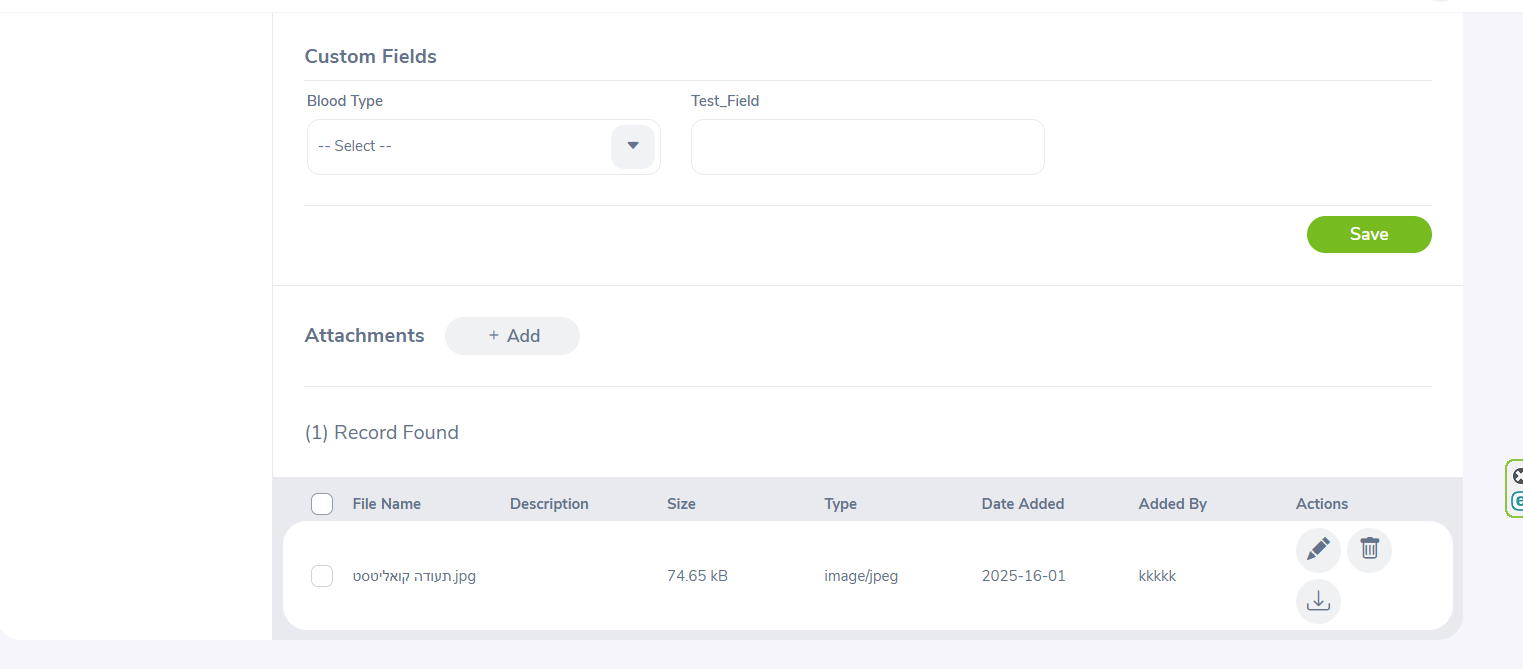 Custom Fields
Blood Type Test_Field
-- Select --
Save
Attachments + Add
(1) Record Found
File Name Description Size Type Date Added Added By Actions
תעודה קואליטסט.jpg 74.65 kB image/jpeg 2025-16-01 kkkkk